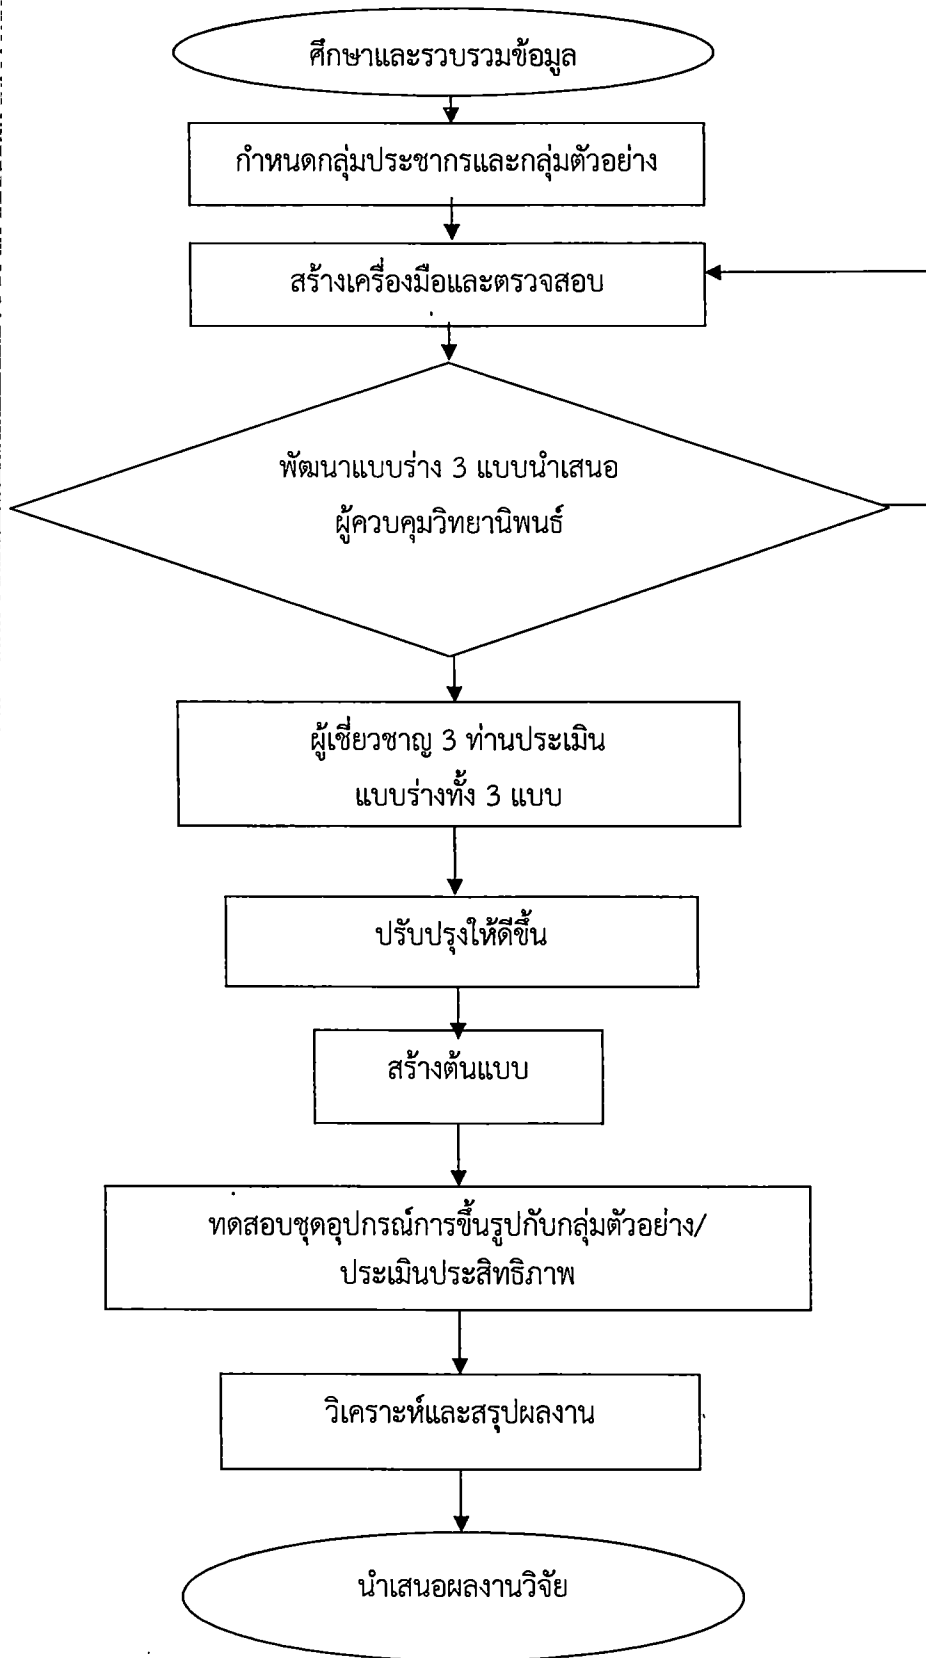 ศึกษาและรวบรวมข้อมูล
กำหนดกลุ่มประชากรและกลุ่มตัวอย่าง
สร้างเครื่องมือและตรวจสอบ
พัฒนาแบบร่าง 3 แบบนำเสนอ
ผู้ควบคุมวิทยานิพนธ์
ผู้เชี่ยวชาญ 3 ท่านประเมิน
แบบร่างทั้ง 3 แบบ
ปรับปรุงให้ดีขึ้น
สร้างต้นแบบ
ทดสอบชุดอุปกรณ์การขึ้นรูปกับกลุ่มตัวอย่าง/
ประเมินประสิทธิภาพ
วิเคราะห์และสรุปผลงาน
นำเสนอผลงานวิจัย